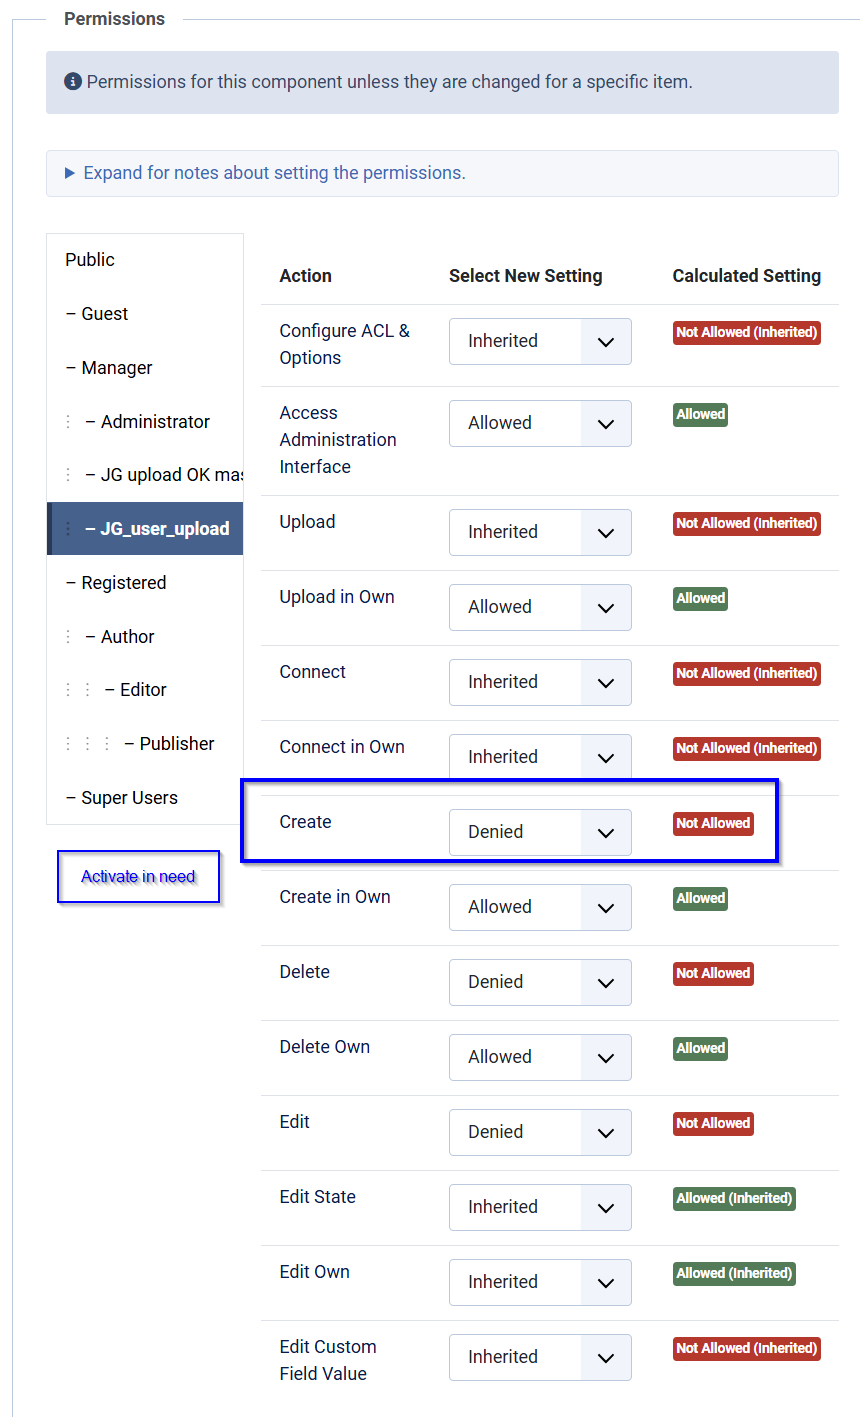 Permissions
Permissions for this component unless they are changed for a specific item.
Expand for notes about setting the permissions.
Public
– Guest
– Manager
– Administrator
– JG upload OK mas
– JG_user_upload
– Registered
– Author
– Editor
– Publisher
– Super Users
Activate in need
Action Select New Setting Calculated Setting
Configure ACL &
Options
Inherited
Not Allowed (Inherited)
Access
Administration
Interface
Allowed
Allowed
Upload
Inherited
Not Allowed (Inherited)
Upload in Own
Allowed
Allowed
Connect
Inherited
Not Allowed (Inherited)
Connect in Own
Inherited
Not Allowed (Inherited)
Create
Denied
Not Allowed
Create in Own
Allowed
Allowed
Delete
Denied
Not Allowed
Delete Own
Allowed
Allowed
Edit
Denied
Not Allowed
Edit State
Inherited
Allowed (Inherited)
Edit Own
Inherited
Allowed (Inherited)
Edit Custom
Field Value
Inherited
Not Allowed (Inherited)